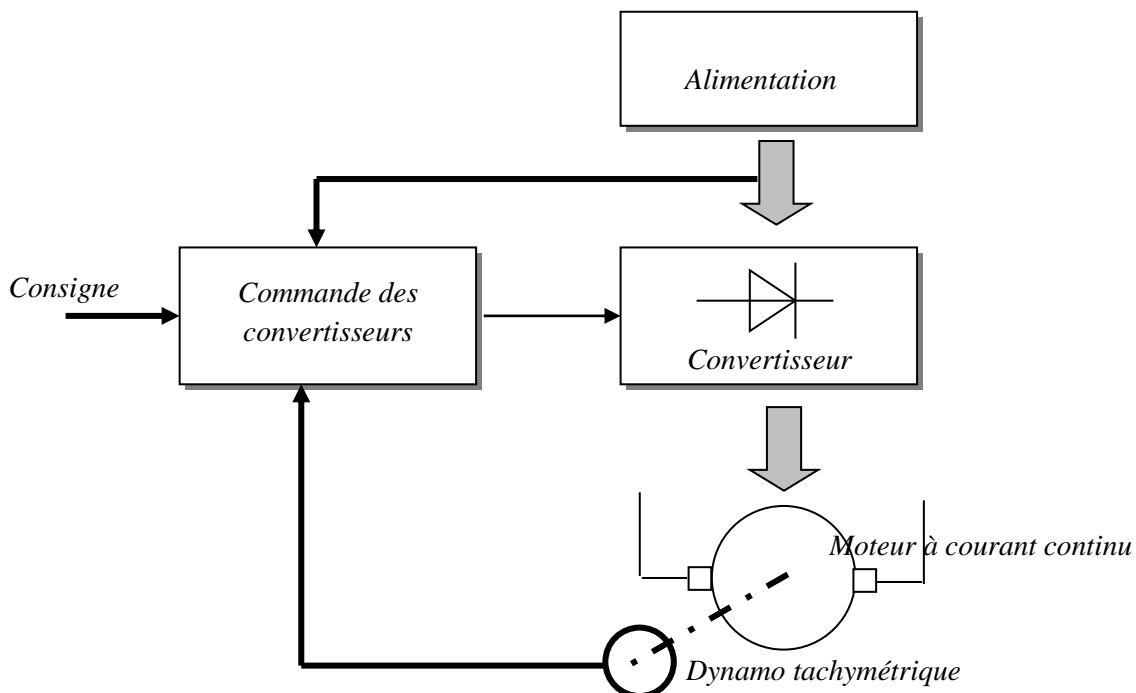 Alimentation
Consigne
Commande des
convertisseurs
Convertisseur
Moteur à courant continu
Dynamo tachymétrique